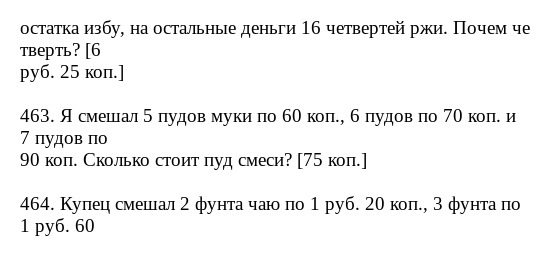 остатка избу, на остальные деньги 16 четвертей ржи. Почем че
тверть? [6
руб. 25 коп.]
463. Я смешал 5 пудов муки по 60 коп., 6 пудов по 70 коп. и
7 пудов по
90 коп. Сколько стоит пуд смеси? [75 коп.]
464. Купец смешал 2 фунта чаю по 1 руб. 20 коп., 3 фунта по
1 руб. 60